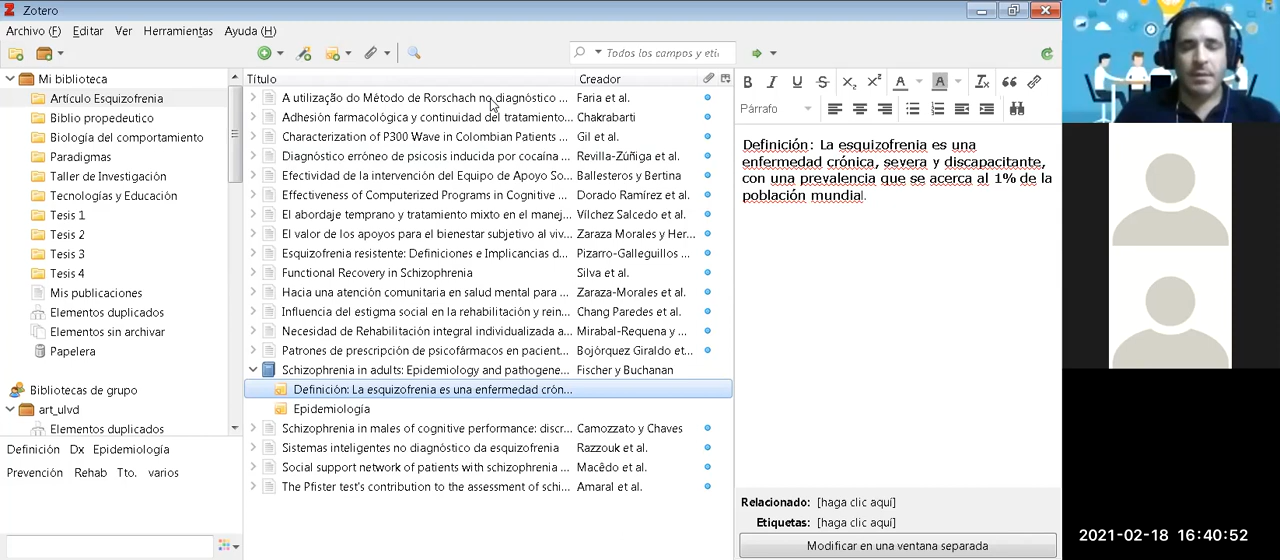 Zotero
Archivo (F) Editar Ver Herramientas Ayuda (H)
Todos los campos y eti
Mi biblioteca
Artículo Esquizofrenia
Biblio propedeutico
Biología del comportamiento
Paradigmas
Taller de Investigación
Tecnologías y Educación
Tesis 1
Tesis 2
Tesis 3
Tesis 4
Mis publicaciones
Elementos duplicados
Elementos sin archivar
Papelera
Bibliotecas de grupo
art_ulvd
Elementos duplicados
Definición Dx Epidemiología
Prevención Rehab Tto. varios
Título Creador
A utilização do Método de Rorschach no diagnóstico ... Faria et al.
Adhesión farmacológica y continuidad del tratamiento... Chakrabarti
Characterization of P300 Wave in Colombian Patients ... Gil et al.
Diagnóstico erróneo de psicosis inducida por cocaína ... Revilla-Zúñiga et al.
Efectividad de la intervención del Equipo de Apoyo So... Ballesteros y Bertina
Effectiveness of Computerized Programs in Cognitive ... Dorado Ramírez et al.
El abordaje temprano y tratamiento mixto en el manej... Vílchez Salcedo et al.
El valor de los apoyos para el bienestar subjetivo al viv... Zaraza Morales y Her...
Esquizofrenia resistente: Definiciones e Implicancias d... Pizarro-Galleguillos ...
Functional Recovery in Schizophrenia Silva et al.
Hacia una atención comunitaria en salud mental para ... Zaraza-Morales et al.
Influencia del estigma social en la rehabilitación y rein... Chang Paredes et al.
Necesidad de Rehabilitación integral individualizada a... Mirabal-Requena y ...
Patrones de prescripción de psicofármacos en pacient... Bojórquez Giraldo et...
Schizophrenia in adults: Epidemiology and pathogene... Fischer y Buchanan
Definición: La esquizofrenia es una enfermedad crón...
Epidemiología
Schizophrenia in males of cognitive performance: discr... Camozzato y Chaves
Sistemas inteligentes no diagnóstico da esquizofrenia Razzouk et al.
Social support network of patients with schizophrenia ... Macêdo et al.
The Pfister test's contribution to the assessment of schi... Amaral et al.
Párrafo
Definición: La esquizofrenia es una
enfermedad crónica, severa y discapacitante,
con una prevalencia que se acerca al 1% de la
población mundial.
Relacionado: [haga clic aquí]
Etiquetas: [haga clic aquí]
Modificar en una ventana separada
2021-02-18 16:40:52